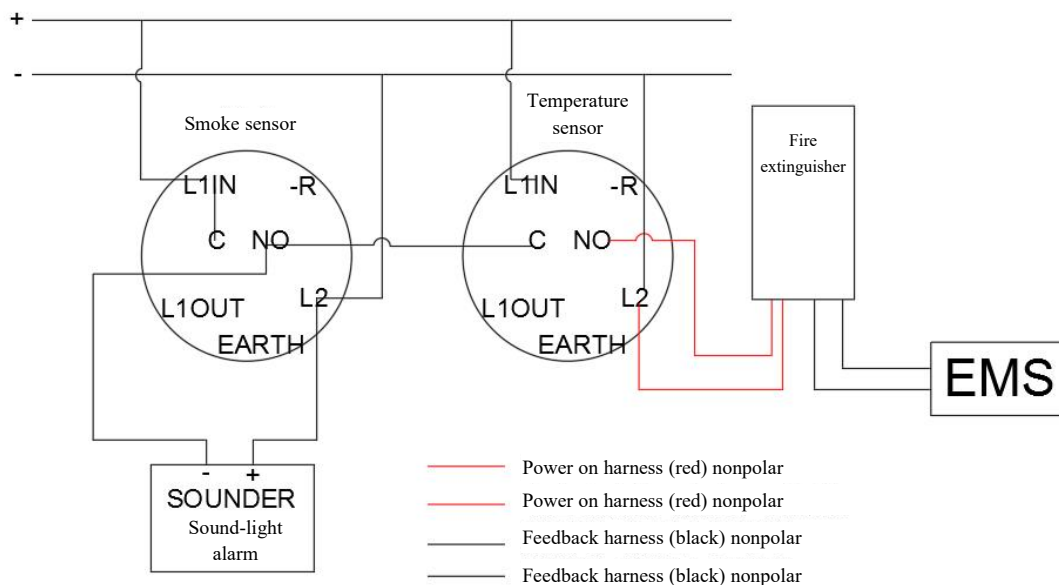 +
-
Smoke sensor
L1IN
-R
C
NO
L1OUT
L2
EARTH
Temperature
sensor
L1IN
-R
C
NO
L1OUT
L2
EARTH
Fire
extinguisher
EMS
- +
SOUNDER
Sound-light
alarm
Power on harness (red) nonpolar
Power on harness (red) nonpolar
Feedback harness (black) nonpolar
Feedback harness (black) nonpolar